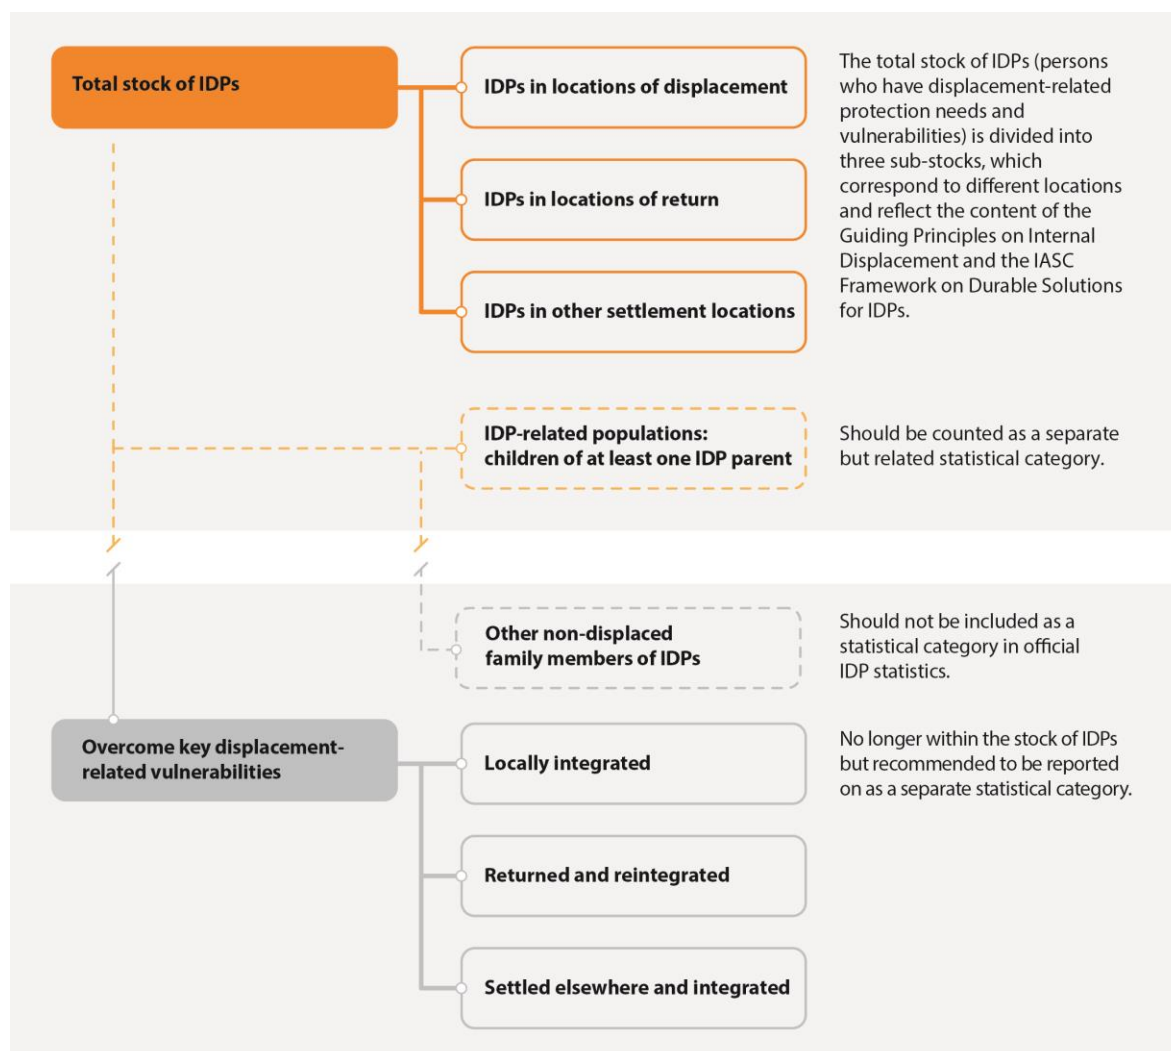 Total stock of IDPs
IDPs in locations of displacement
The total stock of IDPs (persons
who have displacement-related
protection needs and
vulnerabilities) is divided into
three sub-stocks, which
correspond to different locations
and reflect the content of the
Guiding Principles on Internal
Displacement and the IASC
Framework on Durable Solutions
for IDPs.
IDPs in locations of return
IDPs in other settlement locations
IDP-related populations:
children of at least one IDP parent
Should be counted as a separate
but related statistical category.
Other non-displaced
family members of IDPs
Should not be included as a
statistical category in official
IDP statistics.
Overcome key displacement-
related vulnerabilities
Locally integrated
No longer within the stock of IDPs
but recommended to be reported
on as a separate statistical category.
Returned and reintegrated
Settled elsewhere and integrated